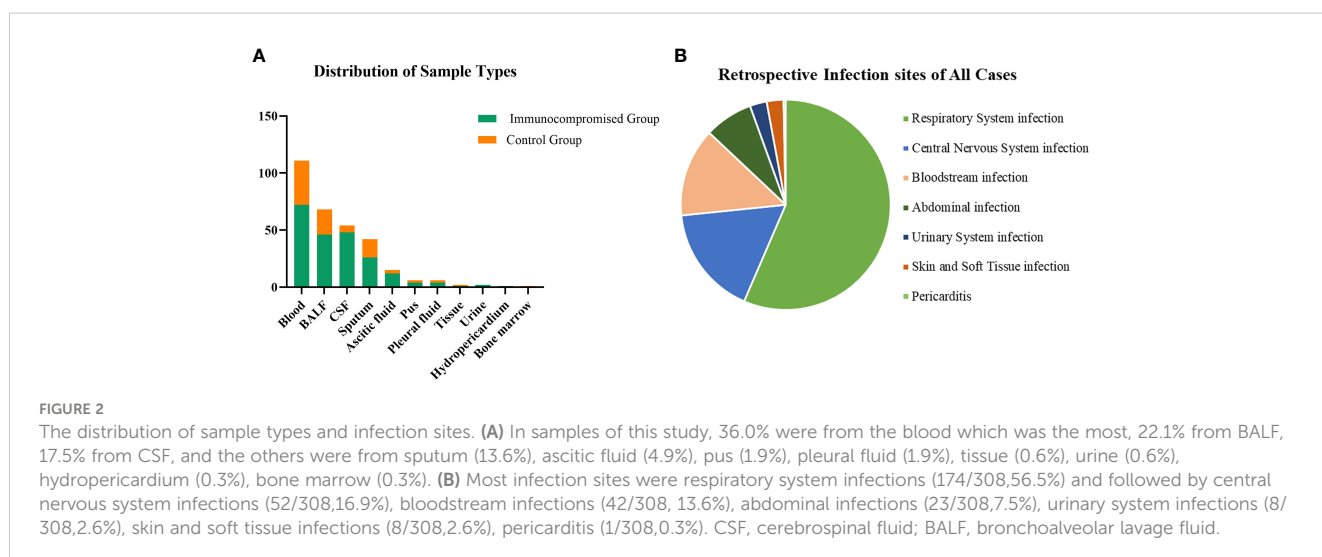 A
Distribution of Sample Types
Immunocompromised Group
Control Group
150
100
50
0
Blood
BALF
CSF
Sputum
Ascitic fluid
Pus
Pleural fluid
Tissue
Urine
Hydropericardium
Bone marrow
B
Retrospective Infection sites of All Cases
Respiratory System infection
Central Nervous System infection
Bloodstream infection
Abdominal infection
Urinary System infection
Skin and Soft Tissue infection
Pericarditis
FIGURE 2
The distribution of sample types and infection sites. (A) In samples of this study, 36.0% were from the blood which was the most, 22.1% from BALF,
17.5% from CSF, and the others were from sputum (13.6%), ascitic fluid (4.9%), pus (1.9%), pleural fluid (1.9%), tissue (0.6%), urine (0.6%),
hydropericardium (0.3%), bone marrow (0.3%). (B) Most infection sites were respiratory system infections (174/308,56.5%) and followed by central
nervous system infections (52/308,16.9%), bloodstream infections (42/308, 13.6%), abdominal infections (23/308,7.5%), urinary system infections (8/
308,2.6%), skin and soft tissue infections (8/308,2.6%), pericarditis (1/308,0.3%). CSF, cerebrospinal fluid; BALF, bronchoalveolar lavage fluid.